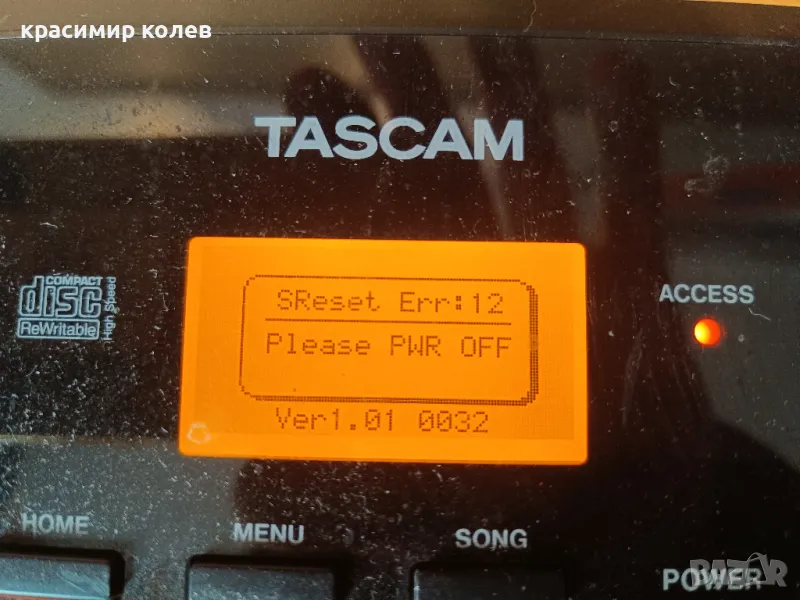 красимир колев
TASCAM
COMPACT
disc
ReWritable
High Speed
SReset Err:12
Please PWR OFF
Ver1.01 0032
ACCESS
HOME
MENU
SONG
POWER
BAZAR